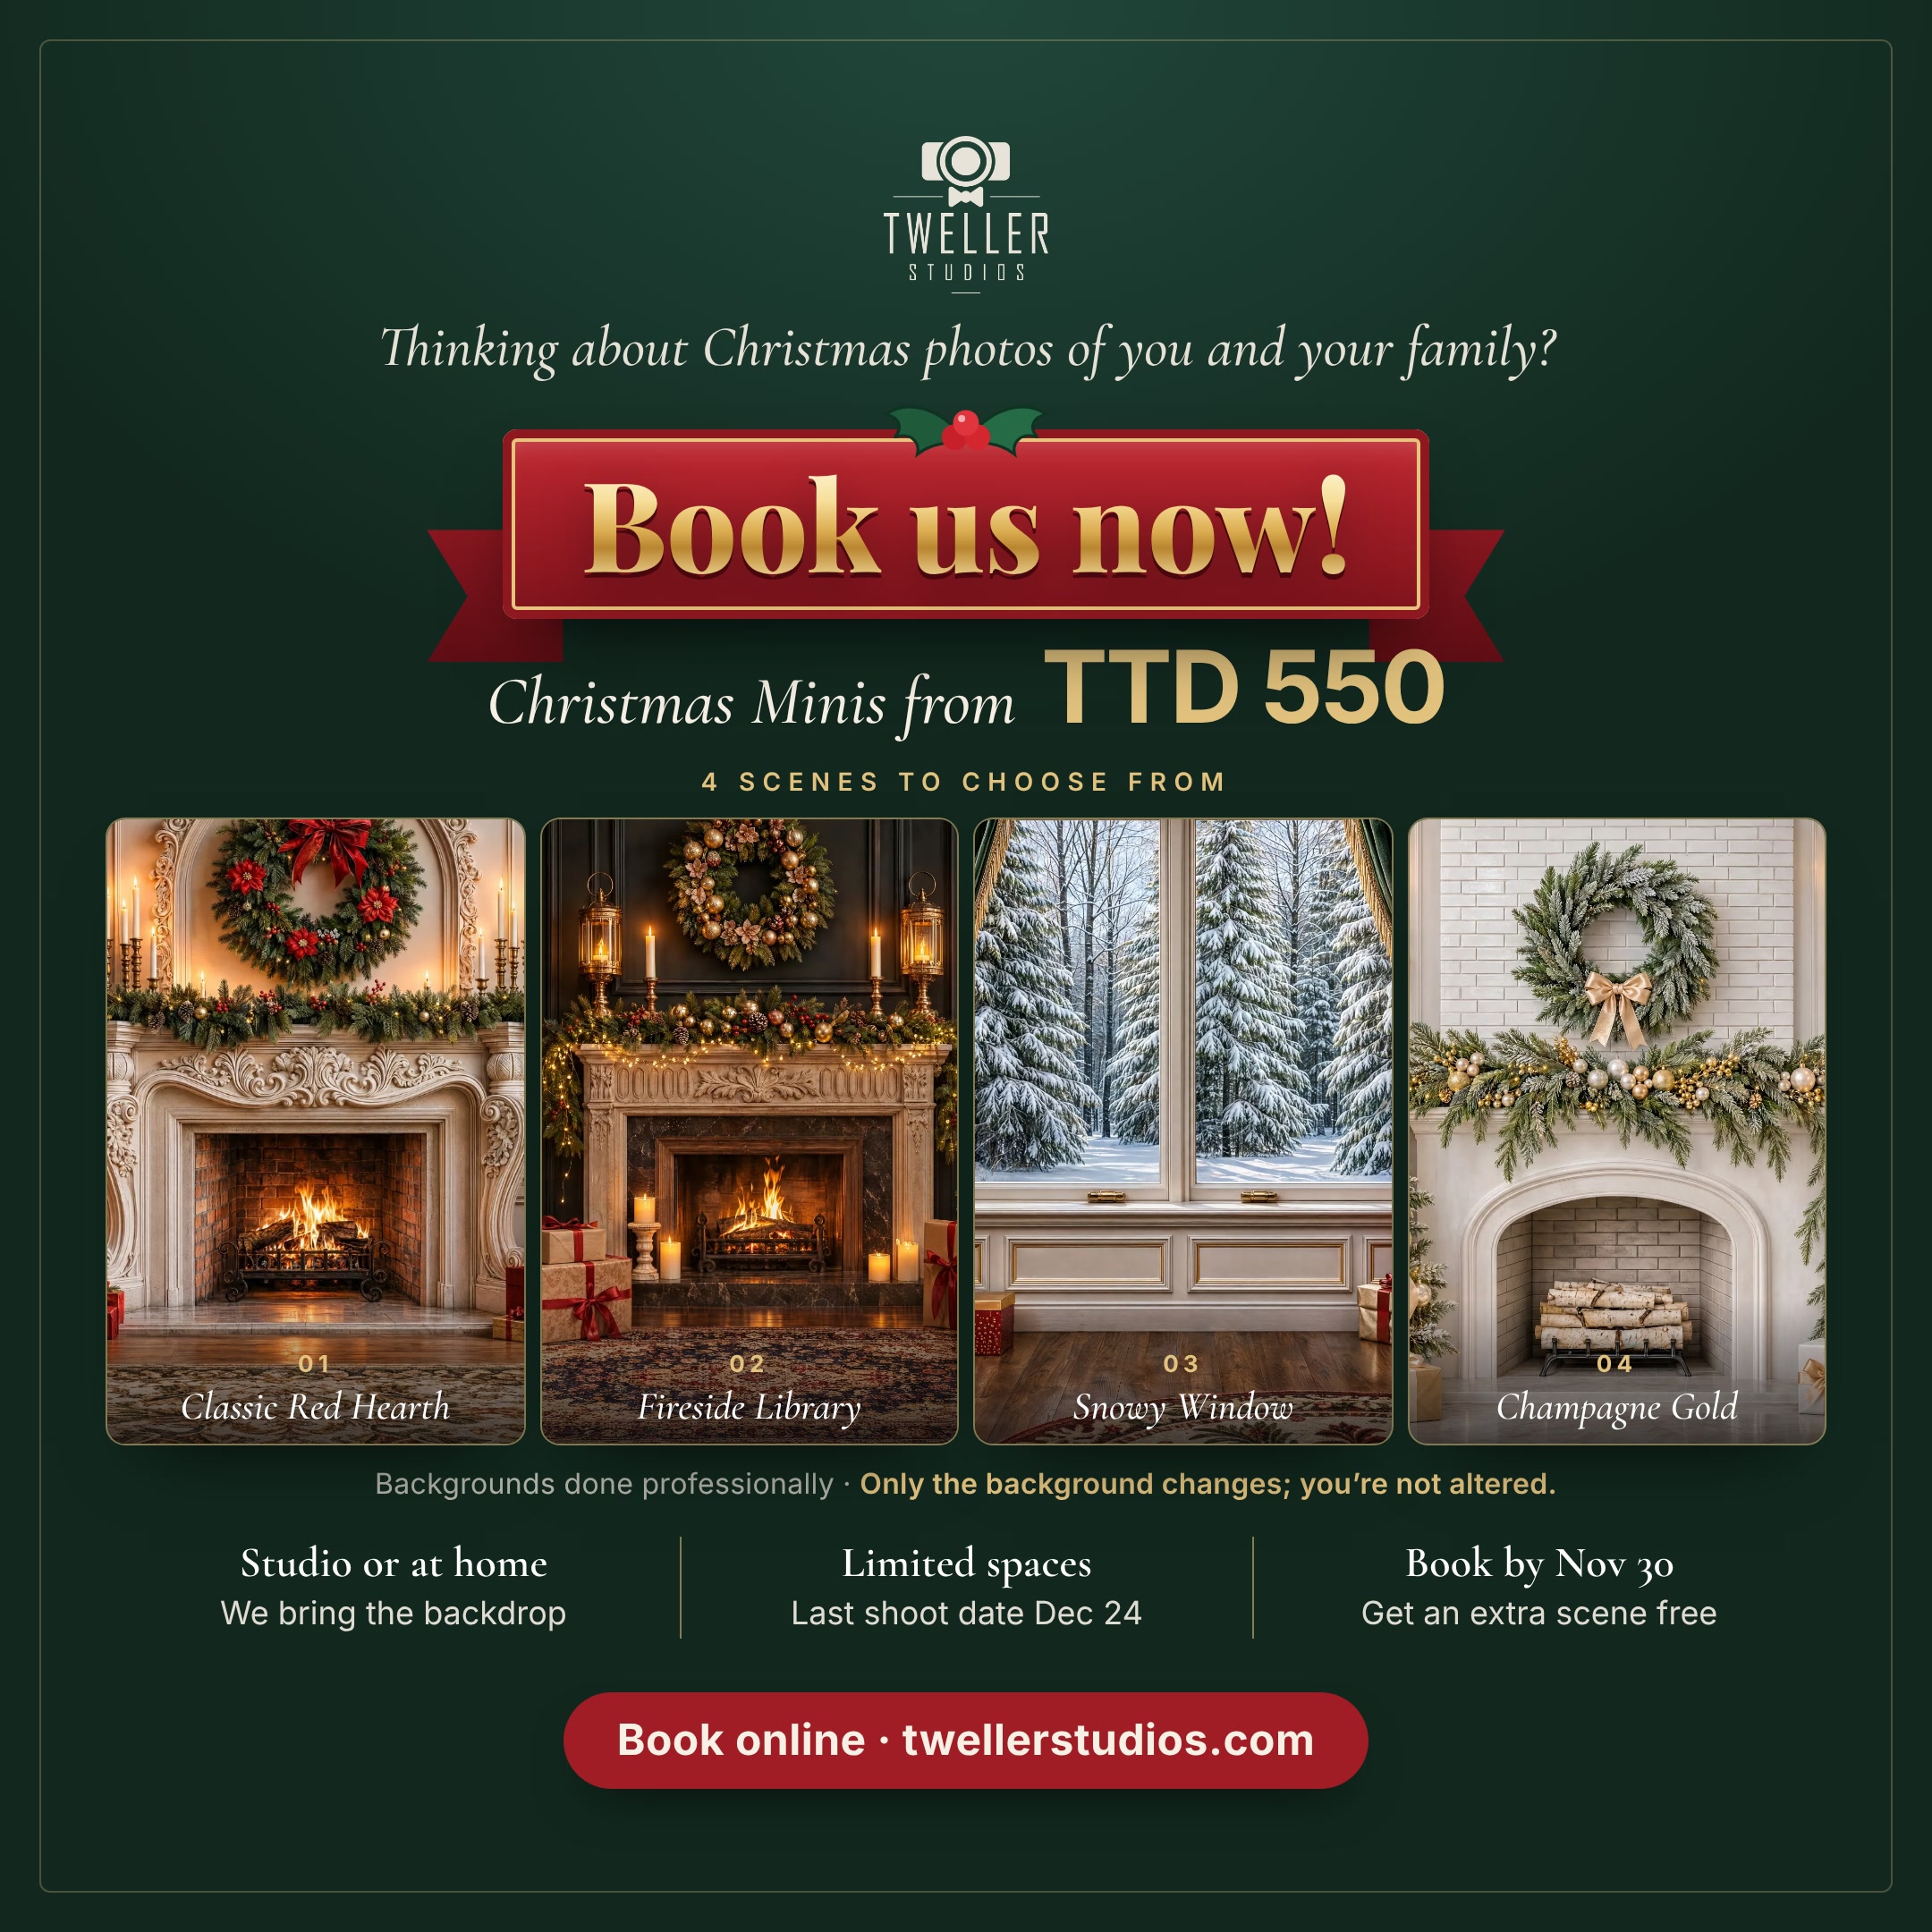 TWELLER
STUDIOS
Thinking about Christmas photos of you and your family?
Book us now!
Christmas Minis from TTD 550
4 SCENES TO CHOOSE FROM
01
Classic Red Hearth
02
Fireside Library
03
Snowy Window
04
Champagne Gold
Backgrounds done professionally · Only the background changes; you’re not altered.
Studio or at home
We bring the backdrop
Limited spaces
Last shoot date Dec 24
Book by Nov 30
Get an extra scene free
Book online · twellerstudios.com